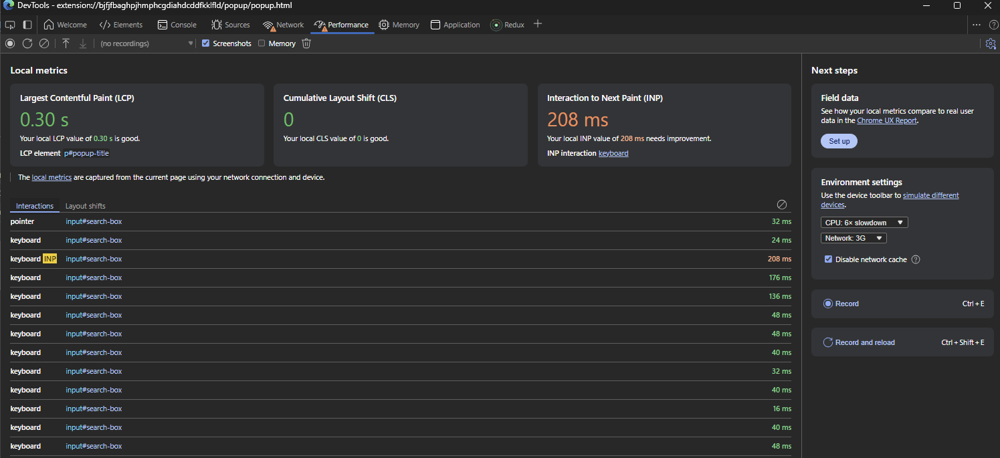 DevTools - extension://bjfjfbaghpjhmphcgdiahdcddfkklfld/popup/popup.html
Welcome Elements Console Sources Network Performance Memory Application Redux
(no recordings) Screenshots Memory
Local metrics
Largest Contentful Paint (LCP)
0.30 s
Your local LCP value of 0.30 s is good.
LCP element p#popup-title
Cumulative Layout Shift (CLS)
0
Your local CLS value of 0 is good.
Interaction to Next Paint (INP)
208 ms
Your local INP value of 208 ms needs improvement.
INP interaction keyboard
The local metrics are captured from the current page using your network connection and device.
Interactions Layout shifts
pointer input#search-box 32 ms
keyboard input#search-box 24 ms
keyboard INP input#search-box 208 ms
keyboard input#search-box 176 ms
keyboard input#search-box 136 ms
keyboard input#search-box 48 ms
keyboard input#search-box 48 ms
keyboard input#search-box 40 ms
keyboard input#search-box 32 ms
keyboard input#search-box 40 ms
keyboard input#search-box 16 ms
keyboard input#search-box 40 ms
keyboard input#search-box 48 ms
Next steps
Field data
See how your local metrics compare to real user
data in the Chrome UX Report.
Set up
Environment settings
Use the device toolbar to simulate different
devices.
CPU: 6× slowdown
Network: 3G
Disable network cache
Record Ctrl + E
Record and reload Ctrl + Shift + E